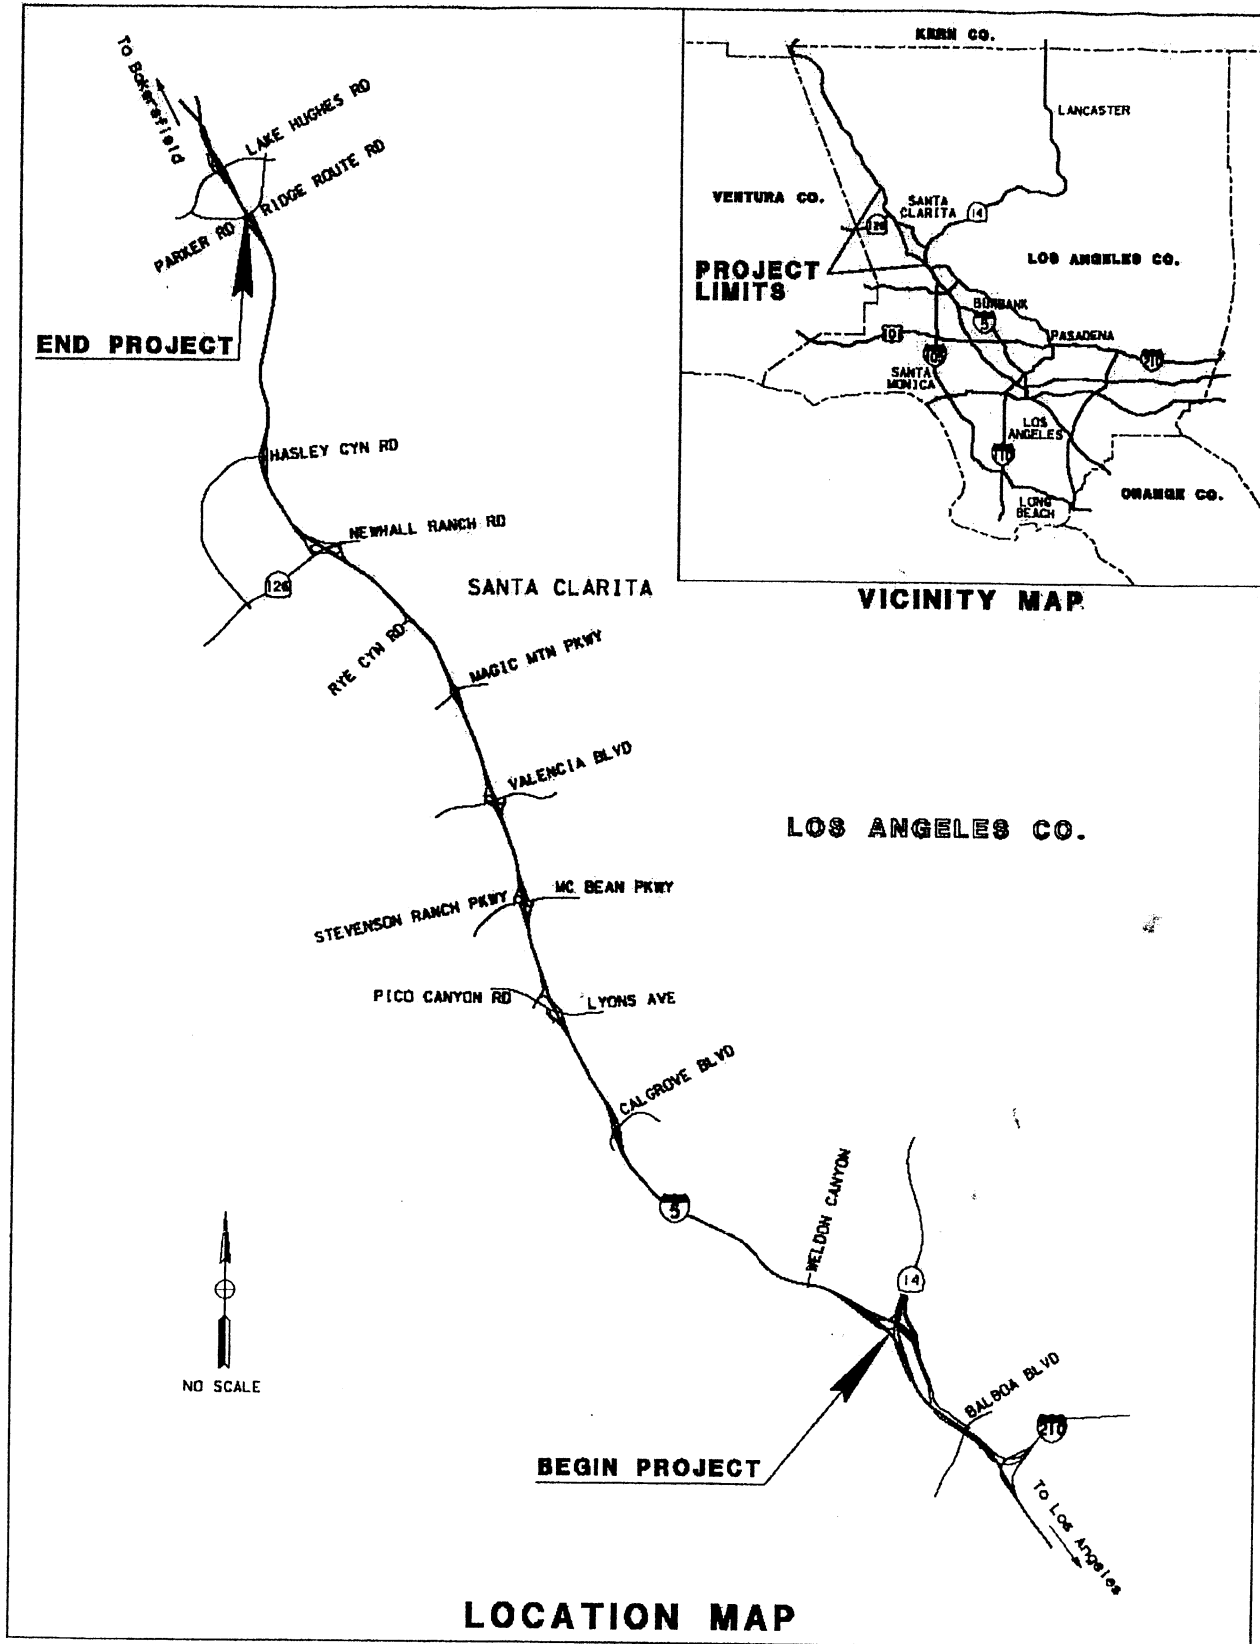 To Bakersfield
LAKE HUGHES RD
RIDGE ROUTE RD
PARKER RD
END PROJECT
HASLEY CYN RD
NEWHALL RANCH RD
126
SANTA CLARITA
RYE CYN RD
MAGIC MTN PKWY
VALENCIA BLVD
LOS ANGELES CO.
MC BEAN PKWY
STEVENSON RANCH PKWY
PICO CANYON RD
LYONS AVE
CALGROVE BLVD
5
WELDON CANYON
14
NO SCALE
BALBOA BLVD
210
BEGIN PROJECT
To Los Angeles
LOCATION MAP
KERN CO.
LANCASTER
VENTURA CO.
SANTA
CLARITA
14
126
LOS ANGELES CO.
PROJECT
LIMITS
BURBANK
5
101
PASADENA
405
210
SANTA
MONICA
LOS
ANGELES
110
ORANGE CO.
LONG
BEACH
VICINITY MAP